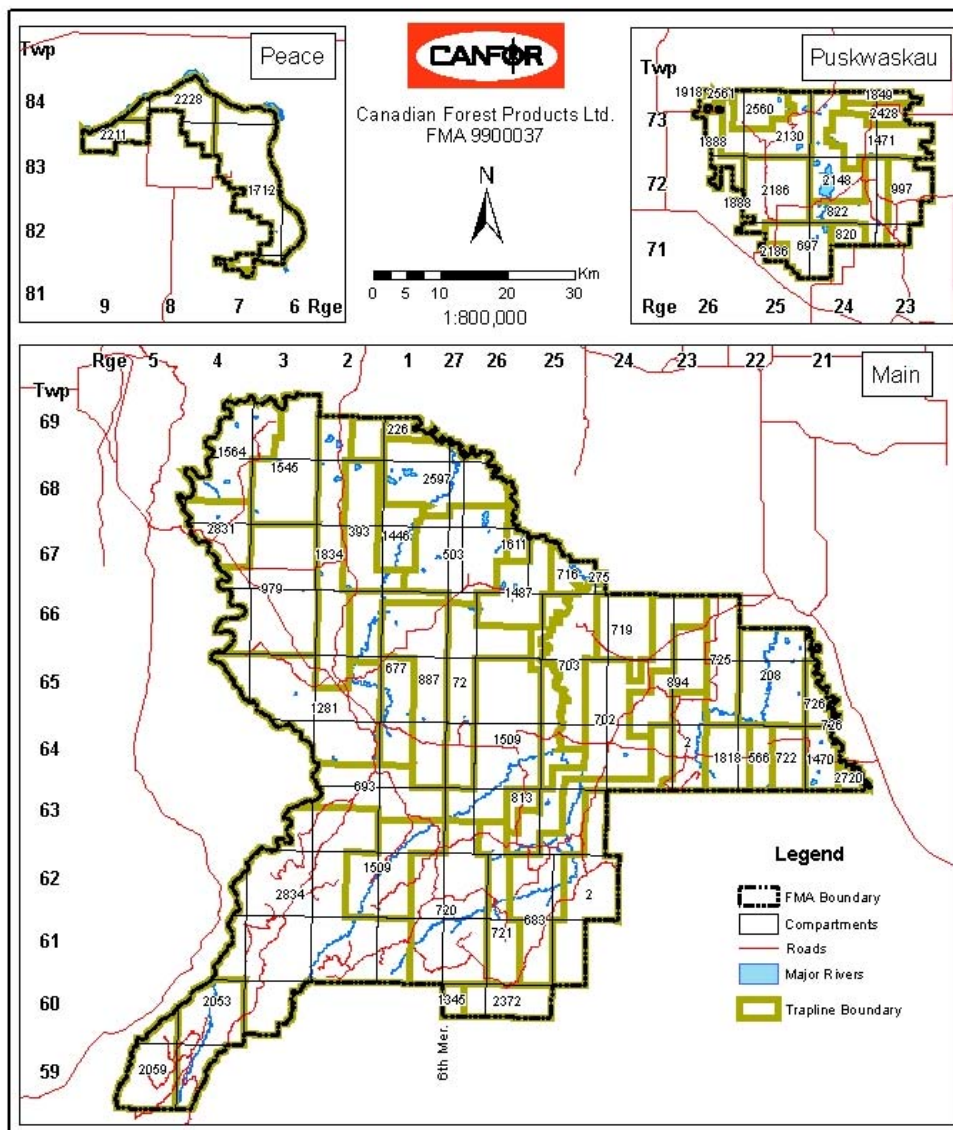 Twp
Peace
84
2228
2211
83
1712
82
81
9 8 7 6 Rge
CANFOR
Canadian Forest Products Ltd.
FMA 9900037
N
Km
0 5 10 20 30
1:800,000
Puskwaskau
Twp
1918 2561 1849
73 2560 2428
2130
1888 1471
72 2148
2186 997
1888
822
820
71 2186 697
Rge 26 25 24 23
Rge 5 4 3 2 1 27 26 25 24 23 22 21
Main
Twp
69
226
1564
1545
2597
68
2831 393 1446
1611
67 1834 503
716
275
979 1487
66
719
703 725
677
65 887 72 894 208
1281 726
702 726
1509 2
64 1818 566 722 1470
693 2720
813
63
Legend
1509
62
2834 2
FMA Boundary
720
683
Compartments
721
61
Roads
Major Rivers
60 2053 1345 2372
Trapline Boundary
6th Mer.
59
2059